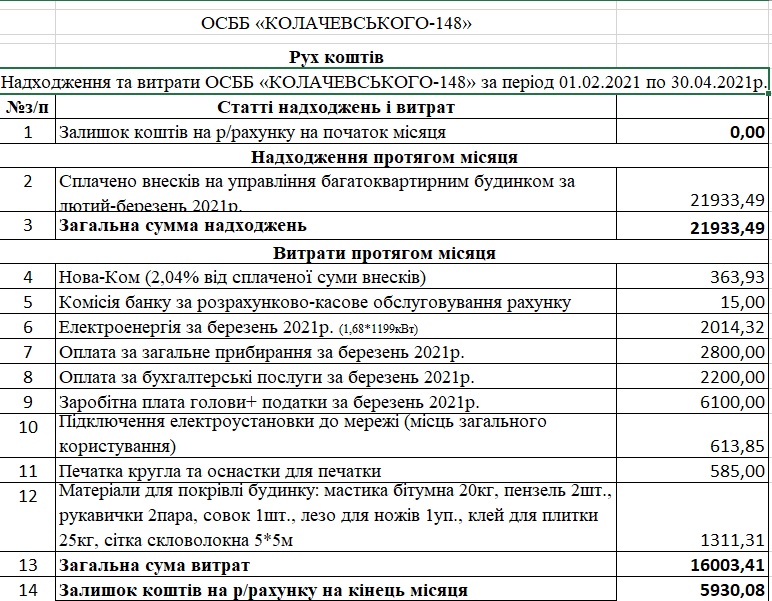 ОСББ «КОЛАЧЕВСЬКОГО-148»
Рух коштів
Надходження та витрати ОСББ «КОЛАЧЕВСЬКОГО-148» за період 01.02.2021 по 30.04.2021р.
№з/п Статті надходжень і витрат
1 Залишок коштів на р/рахунку на початок місяця 0,00
Надходження протягом місяця
2 Сплачено внесків на управління багатоквартирним будинком за
лютий-березень 2021р. 21933,49
3 Загальна сумма надходжень 21933,49
Витрати протягом місяця
4 Нова-Ком (2,04% від сплаченої суми внесків) 363,93
5 Комісія банку за розрахунково-касове обслуговування рахунку 15,00
6 Електроенергія за березень 2021р. (1,68*1199кВт) 2014,32
7 Оплата за загальне прибирання за березень 2021р. 2800,00
8 Оплата за бухгалтерські послуги за березень 2021р. 2200,00
9 Заробітна плата голови+ податки за березень 2021р. 6100,00
10 Підключення електроустановки до мережі (місць загального
користування) 613,85
11 Печатка кругла та оснастки для печатки 585,00
12 Матеріали для покрівлі будинку: мастика бітумна 20кг, пензель 2шт.,
рукавички 2пара, совок 1шт., лезо для ножів 1уп., клей для плитки
25кг, сітка скловолокна 5*5м 1311,31
13 Загальна сума витрат 16003,41
14 Залишок коштів на р/рахунку на кінець місяця 5930,08